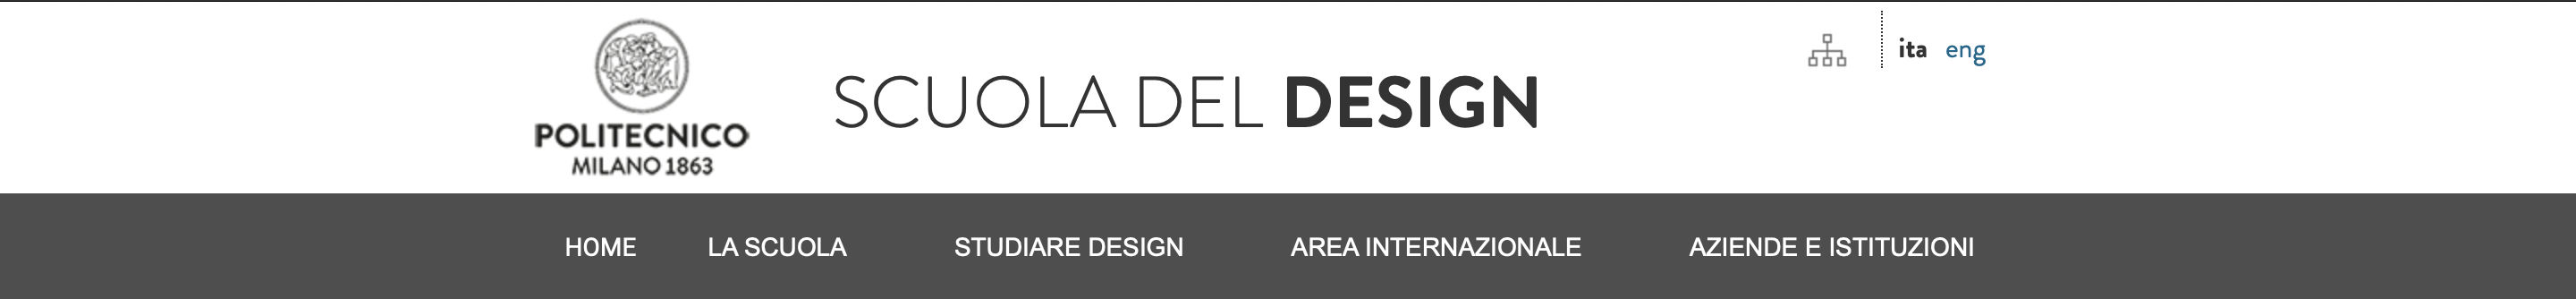 ita eng
SCUOLA DEL DESIGN
POLITECNICO
MILANO 1863
HOME LA SCUOLA STUDIARE DESIGN AREA INTERNAZIONALE AZIENDE E ISTITUZIONI